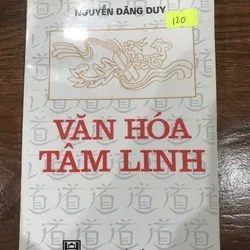 NGUYỄN ĐĂNG DUY
120
VĂN HÓA
TÂM LINH